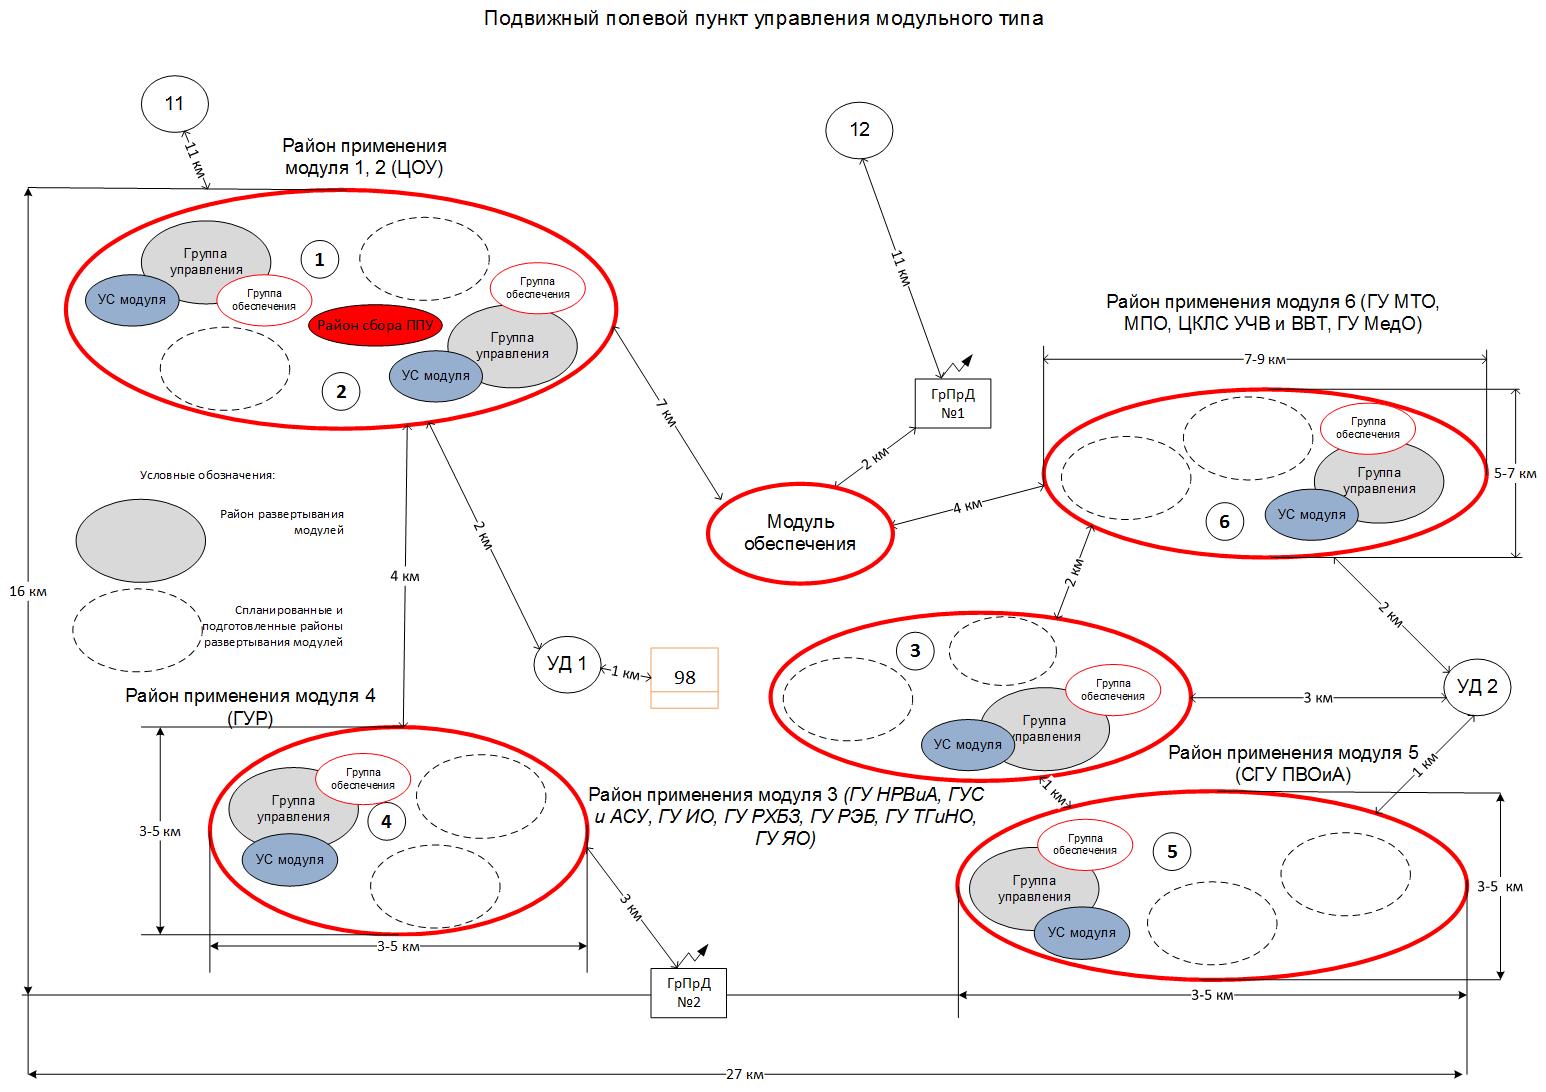 Подвижный полевой пункт управления модульного типа
11
11 км
12
11 км
Район применения
модуля 1, 2 (ЦОУ)
Группа
управления
УС модуля
Группа
обеспечения
1
Район сбора ППУ
Группа
обеспечения
Группа
управления
УС модуля
2
7 км
ГрПрД
№1
2 км
Модуль
обеспечения
4 км
Район применения модуля 6 (ГУ МТО,
МПО, ЦКЛС УЧВ и ВВТ, ГУ МедО)
7-9 км
5-7 км
Группа
обеспечения
Группа
управления
УС модуля
6
Условные обозначения:
Район развертывания
модулей
Спланированные и
подготовленные районы
развертывания модулей
16 км
4 км
2 км
УД 1
1 км
98
2 км
2 км
3
Группа
обеспечения
Группа
управления
УС модуля
3 км
УД 2
1 км
1 км
Район применения модуля 4
(ГУР)
3-5 км
Группа
обеспечения
Группа
управления
4
УС модуля
3-5 км
Район применения модуля 3 (ГУ НРВиА, ГУС
и АСУ, ГУ ИО, ГУ РХБЗ, ГУ РЭБ, ГУ ТГиНО,
ГУ ЯО)
3 км
ГрПрД
№2
Район применения модуля 5
(СГУ ПВОиА)
Группа
обеспечения
5
Группа
управления
УС модуля
3-5 км
3-5 км
27 км